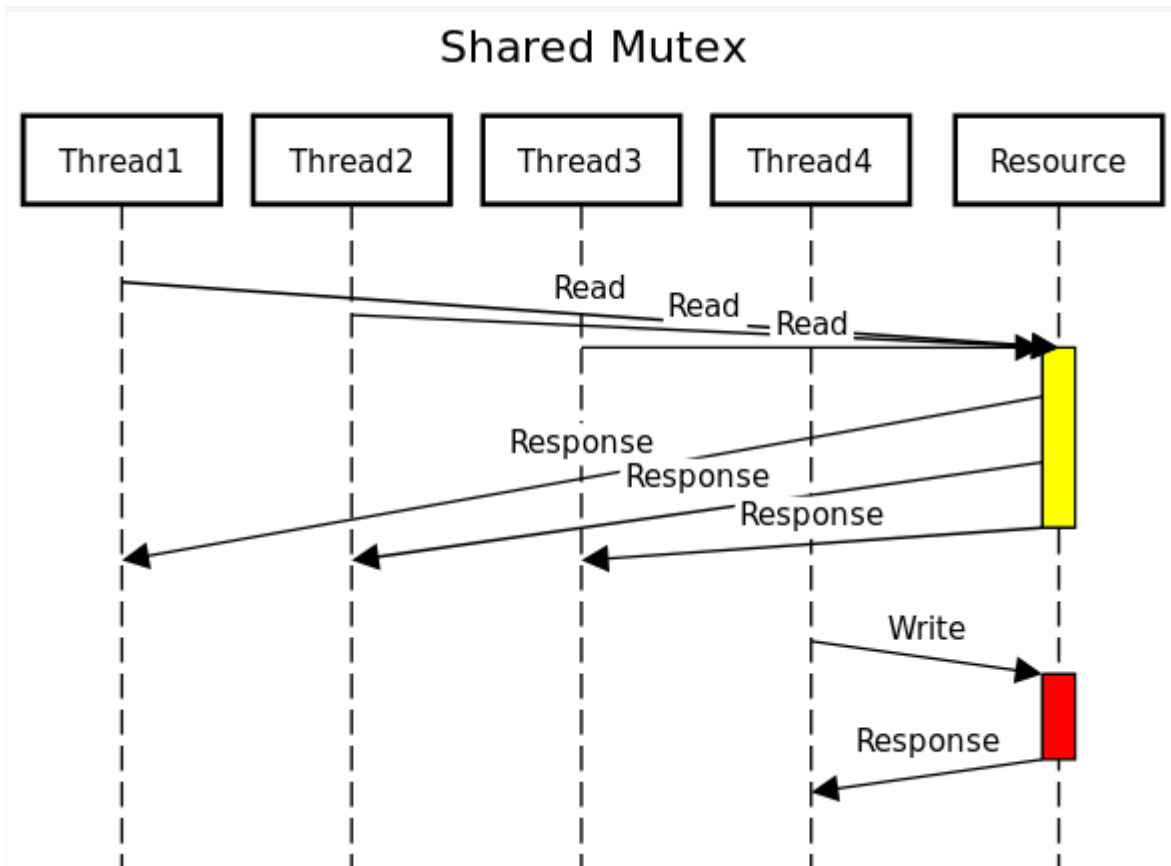 Shared Mutex
Thread1
Thread2
Thread3
Thread4
Resource
Read
Read
Read
Response
Response
Response
Write
Response